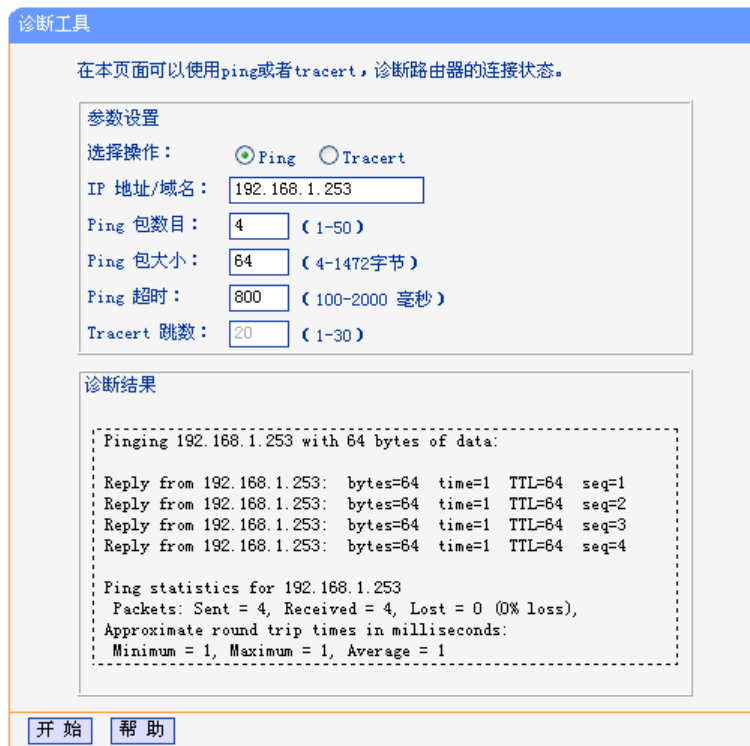 诊断工具
在本页面可以使用ping或者tracert，诊断路由器的连接状态。
参数设置
选择操作： Ping Tracert
IP 地址/域名： 192.168.1.253
Ping 包数目： 4 (1-50)
Ping 包大小： 64 (4-1472字节)
Ping 超时： 800 (100-2000 毫秒)
Tracert 跳数： 20 (1-30)
诊断结果
Pinging 192.168.1.253 with 64 bytes of data:
Reply from 192.168.1.253: bytes=64 time=1 TTL=64 seq=1
Reply from 192.168.1.253: bytes=64 time=1 TTL=64 seq=2
Reply from 192.168.1.253: bytes=64 time=1 TTL=64 seq=3
Reply from 192.168.1.253: bytes=64 time=1 TTL=64 seq=4
Ping statistics for 192.168.1.253
Packets: Sent = 4, Received = 4, Lost = 0 (0% loss),
Approximate round trip times in milliseconds:
Minimum = 1, Maximum = 1, Average = 1
开 始 帮 助